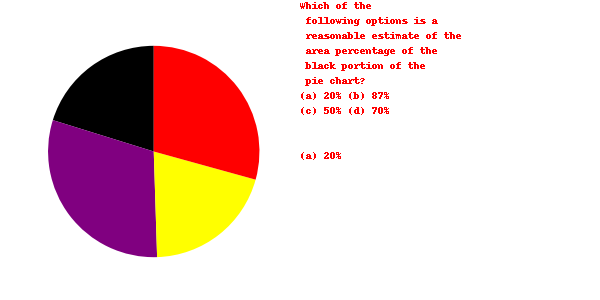 Which of the
following options is a
reasonable estimate of the
area percentage of the
black portion of the
pie chart?
(a) 20% (b) 87%
(c) 50% (d) 70%
(a) 20%